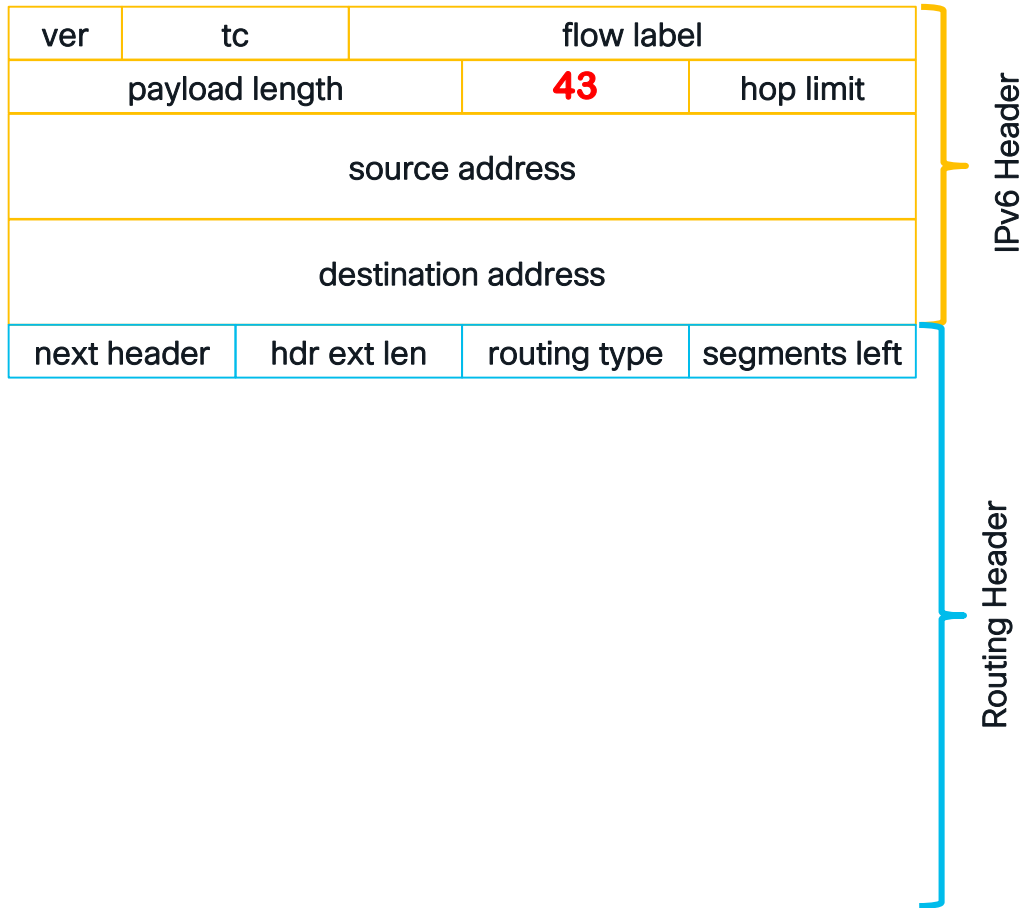 ver tc flow label
payload length 43 hop limit
source address
destination address
IPv6 Header
next header hdr ext len routing type segments left
Routing Header